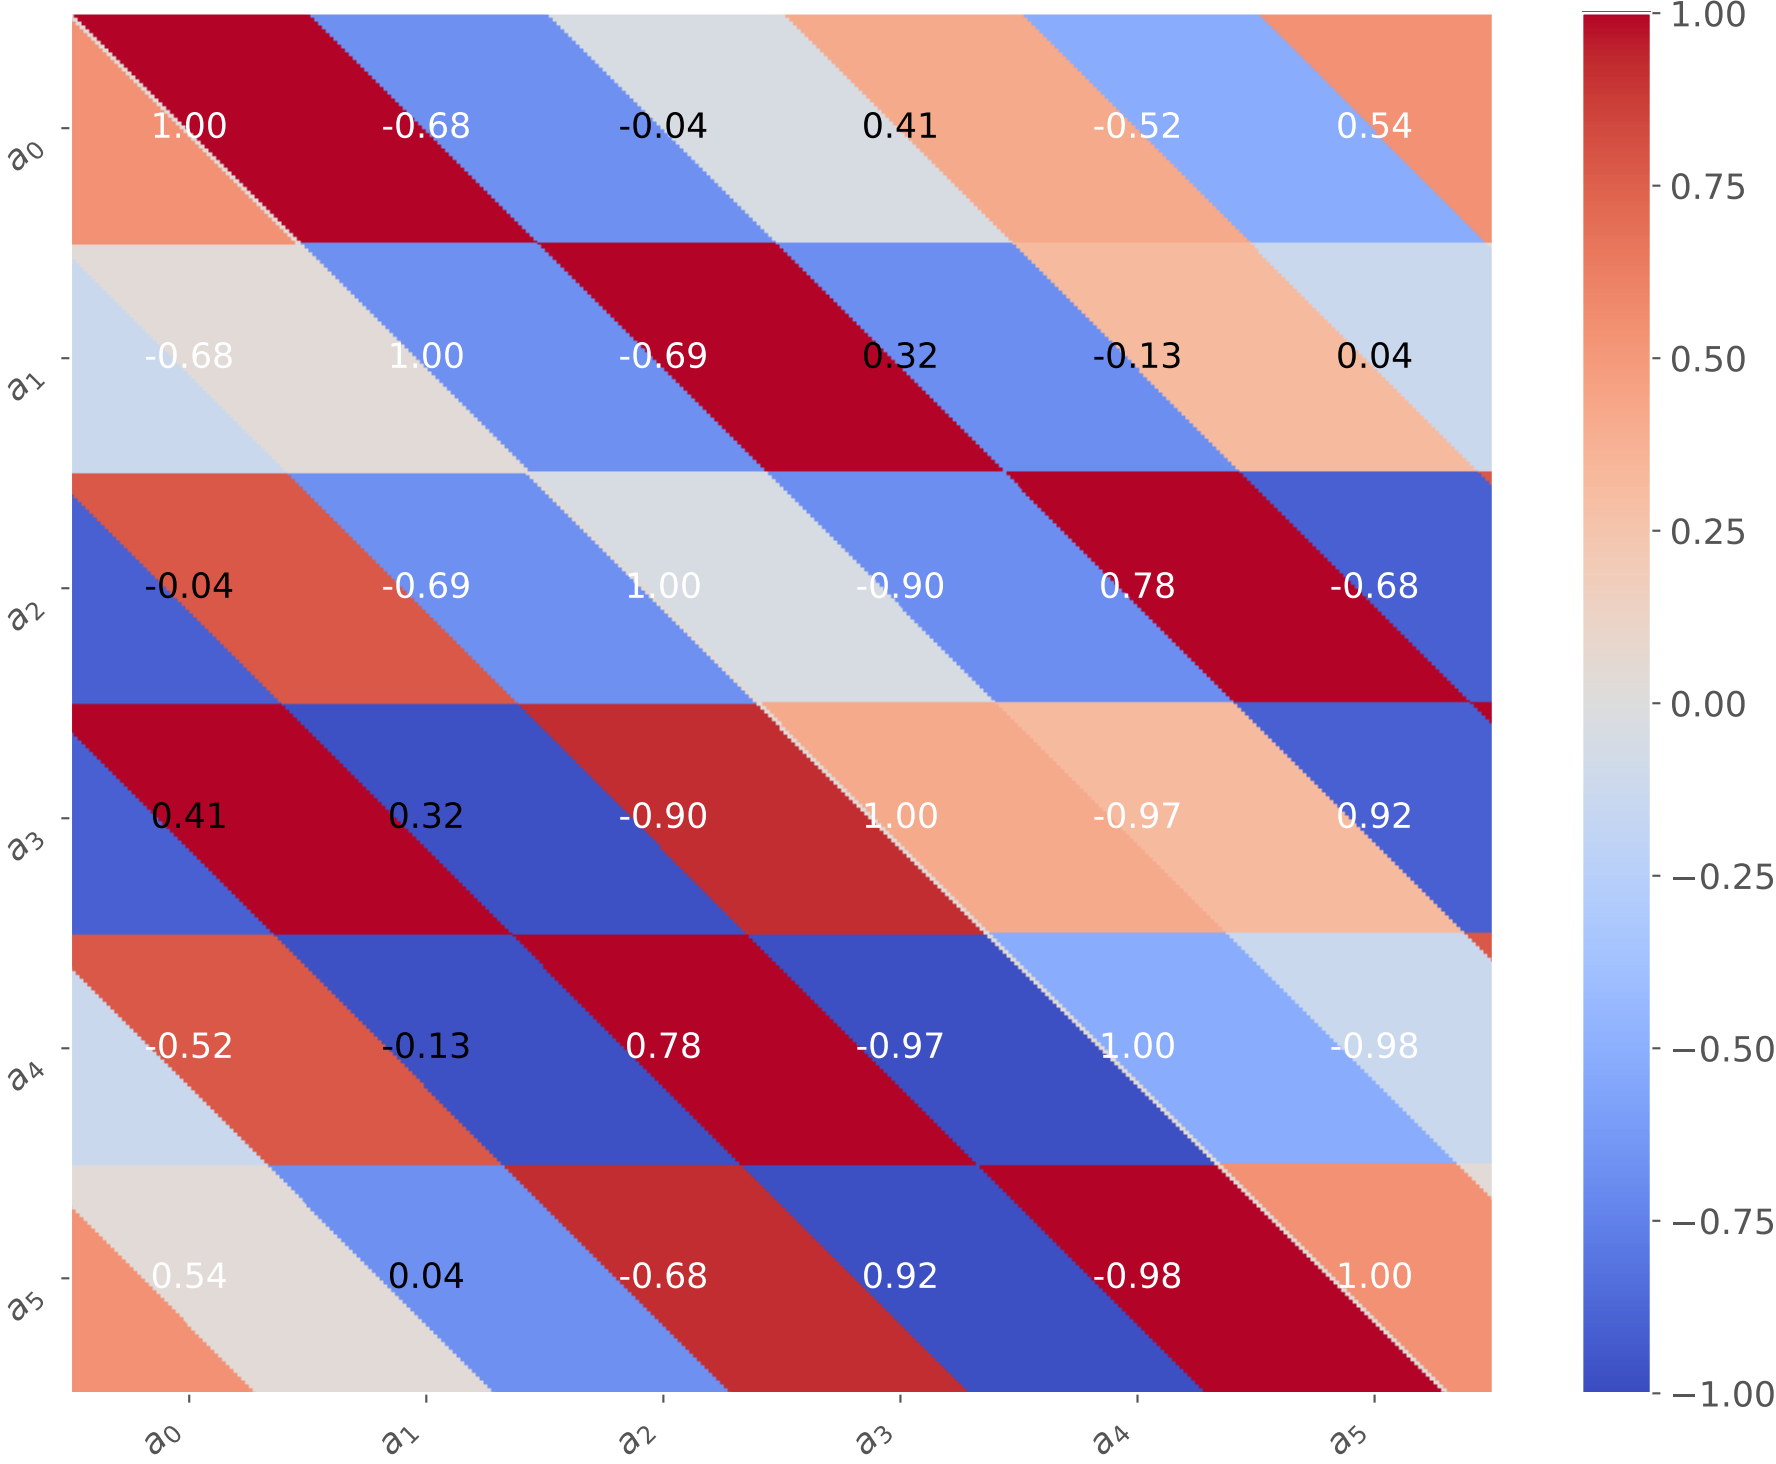 a0 1.00 -0.68 -0.04 0.41 -0.52 0.54
a1 -0.68 1.00 -0.69 0.32 -0.13 0.04
a2 -0.04 -0.69 1.00 -0.90 0.78 -0.68
a3 0.41 0.32 -0.90 1.00 -0.97 0.92
a4 -0.52 -0.13 0.78 -0.97 1.00 -0.98
a5 0.54 0.04 -0.68 0.92 -0.98 1.00
a0 a1 a2 a3 a4 a5
1.00
0.75
0.50
0.25
0.00
−0.25
−0.50
−0.75
−1.00